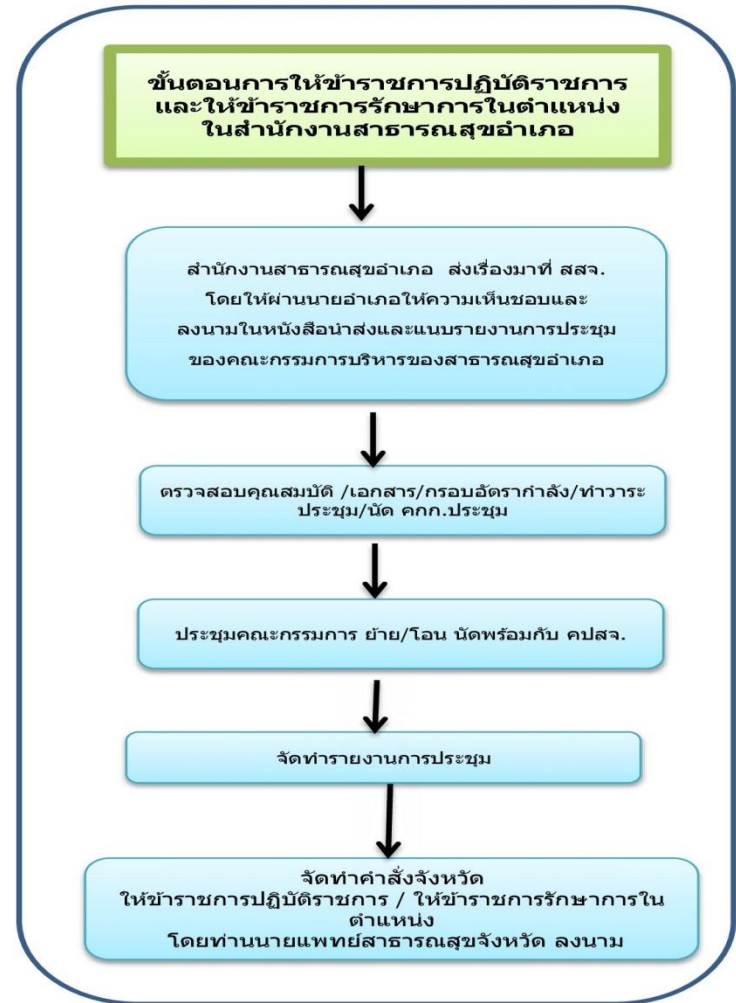 ขั้นตอนการให้ข้าราชการปฏิบัติราชการ
และให้ข้าราชการรักษาการในตำแหน่ง
ในสำนักงานสาธารณสุขอำเภอ
สำนักงานสาธารณสุขอำเภอ ส่งเรื่องมาที่ สสจ.
โดยให้ผ่านนายอำเภอให้ความเห็นชอบและ
ลงนามในหนังสือนำส่งและแนบรายงานการประชุม
ของคณะกรรมการบริหารของสาธารณสุขอำเภอ
ตรวจสอบคุณสมบัติ /เอกสาร/กรอบอัตรากำลัง/ทำวาระ
ประชุม/นัด คกก.ประชุม
ประชุมคณะกรรมการ ย้าย/โอน นัดพร้อมกับ คปสจ.
จัดทำรายงานการประชุม
จัดทำคำสั่งจังหวัด
ให้ข้าราชการปฏิบัติราชการ / ให้ข้าราชการรักษาการใน
ตำแหน่ง
โดยท่านนายแพทย์สาธารณสุขจังหวัด ลงนาม